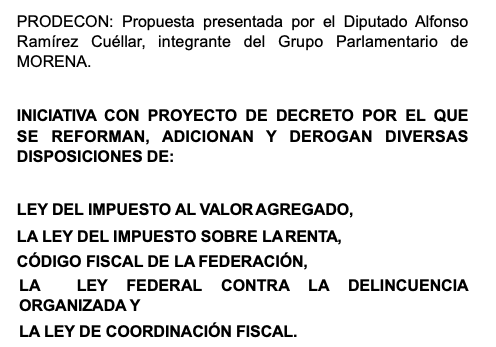 PRODECON: Propuesta presentada por el Diputado Alfonso
Ramírez Cuéllar, integrante del Grupo Parlamentario de
MORENA.
INICIATIVA CON PROYECTO DE DECRETO POR EL QUE
SE REFORMAN, ADICIONAN Y DEROGAN DIVERSAS
DISPOSICIONES DE:
LEY DEL IMPUESTO AL VALOR AGREGADO,
LA LEY DEL IMPUESTO SOBRE LA RENTA,
CÓDIGO FISCAL DE LA FEDERACIÓN,
LA LEY FEDERAL CONTRA LA DELINCUENCIA
ORGANIZADA Y
LA LEY DE COORDINACIÓN FISCAL.